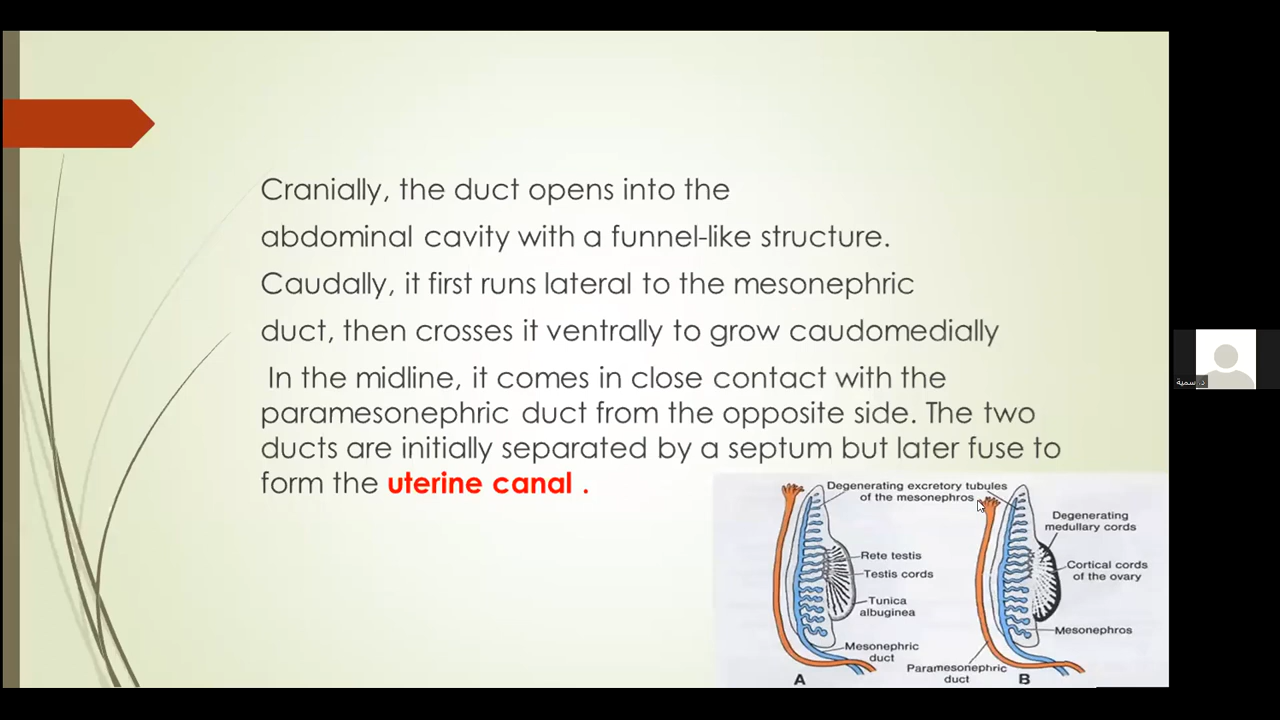 Cranially, the duct opens into the
abdominal cavity with a funnel-like structure.
Caudally, it first runs lateral to the mesonephric
duct, then crosses it ventrally to grow caudomedially
In the midline, it comes in close contact with the
paramesonephric duct from the opposite side. The two
ducts are initially separated by a septum but later fuse to
form the uterine canal .
Degenerating excretory tubules
of the mesonephros
Degenerating
medullary cords
Rete testis
Testis cords
Cortical cords
of the ovary
Tunica
albuginea
Mesonephros
Mesonephric
duct
Paramesonephric
duct
A
B
د. سمية